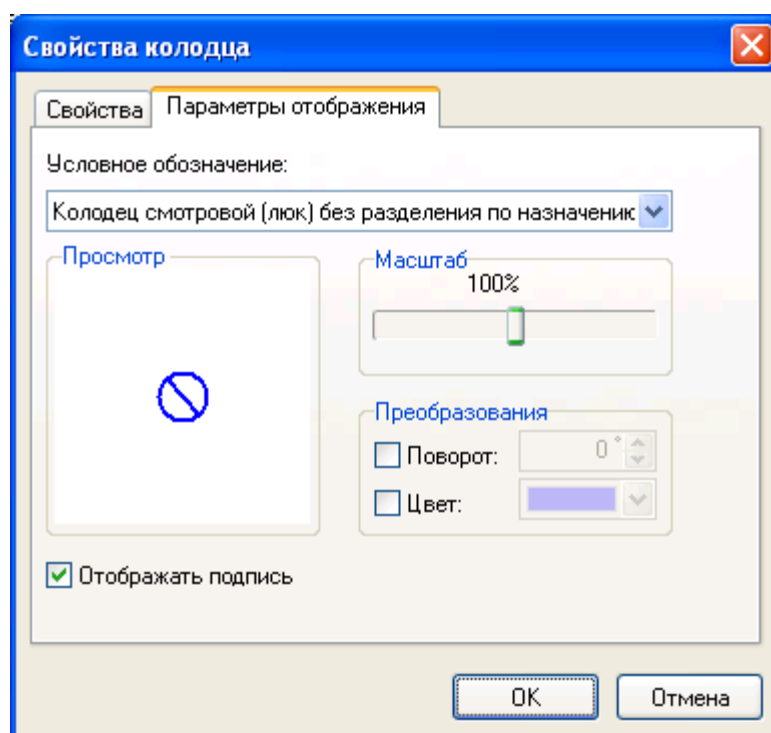 Свойства колодца
Свойства
Параметры отображения
Условное обозначение:
Колодец смотровой (люк) без разделения по назначению
Просмотр
Масштаб
100%
Преобразования
Поворот:
0 °
Цвет:
Отображать подпись
OK
Отмена